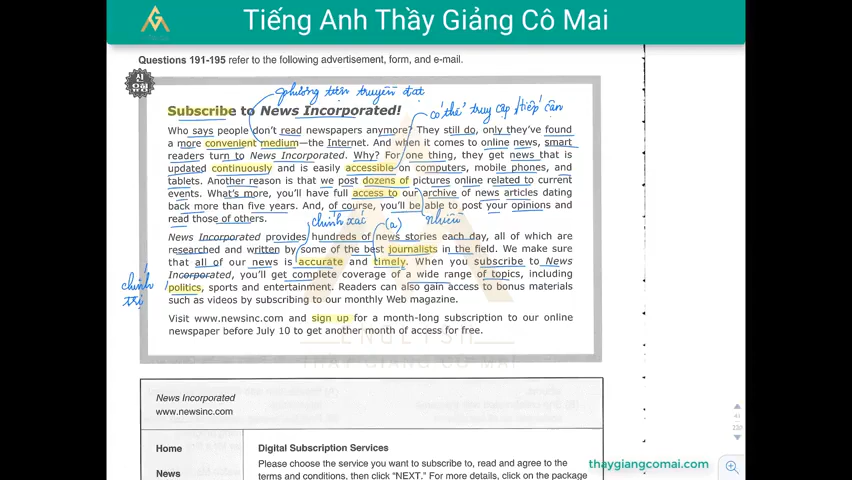 Tiếng Anh Thầy Giảng Cô Mai
Questions 191-195 refer to the following advertisement, form, and e-mail.
phương tiện truyền đạt
có thể truy cập / tiếp cận
Subscribe to News Incorporated!
Who says people don't read newspapers anymore? They still do, only they've found
a more convenient medium—the Internet. And when it comes to online news, smart
readers turn to News Incorporated. Why? For one thing, they get news that is
updated continuously and is easily accessible on computers, mobile phones, and
tablets. Another reason is that we post dozens of pictures online related to current
events. What's more, you'll have full access to our archive of news articles dating
back more than five years. And, of course, you'll be able to post your opinions and
read those of others.
chính xác
(a)
nhiều
News Incorporated provides hundreds of news stories each day, all of which are
researched and written by some of the best journalists in the field. We make sure
that all of our news is accurate and timely. When you subscribe to News
Incorporated, you'll get complete coverage of a wide range of topics, including
politics, sports and entertainment. Readers can also gain access to bonus materials
such as videos by subscribing to our monthly Web magazine.
chính
trị
Visit www.newsinc.com and sign up for a month-long subscription to our online
newspaper before July 10 to get another month of access for free.
ENGLISH
THAY GIANG CO MAI
News Incorporated
www.newsinc.com
Home
News
Digital Subscription Services
Please choose the service you want to subscribe to, read and agree to the
terms and conditions, then click "NEXT." For more details, click on the package
thaygiangcomai.com